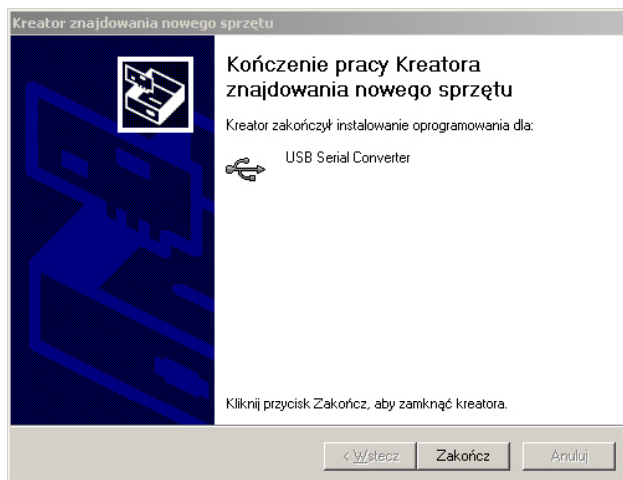 Kreator znajdowania nowego sprzętu
Kończenie pracy Kreatora
znajdowania nowego sprzętu
Kreator zakończył instalowanie oprogramowania dla:
USB Serial Converter
Kliknij przycisk Zakończ, aby zamknąć kreatora.
< Wstecz
Zakończ
Anuluj